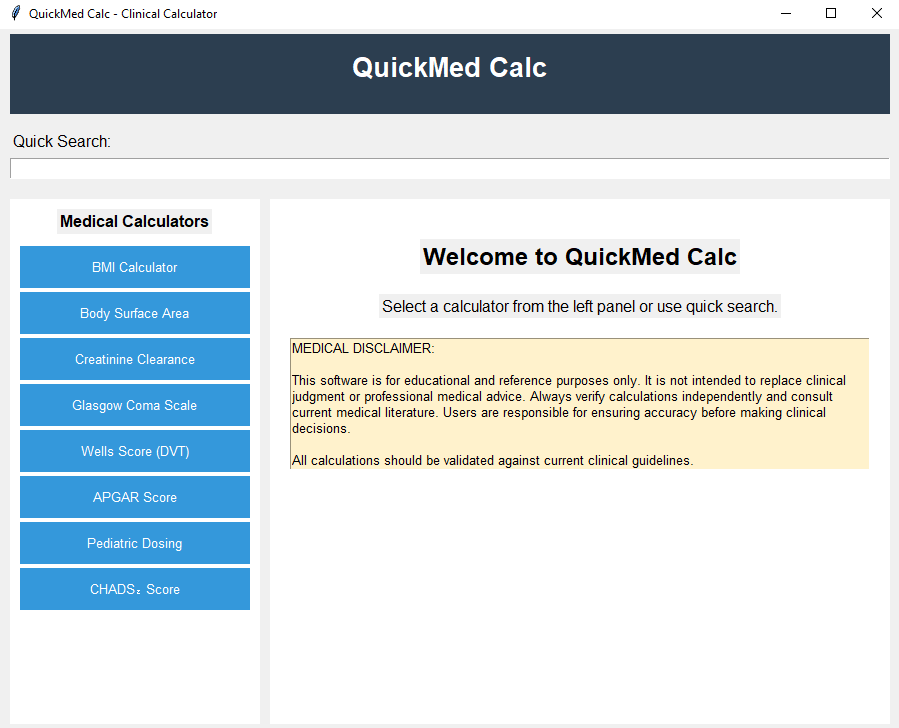 QuickMed Calc - Clinical Calculator
QuickMed Calc
Quick Search:
Medical Calculators
BMI Calculator
Body Surface Area
Creatinine Clearance
Glasgow Coma Scale
Wells Score (DVT)
APGAR Score
Pediatric Dosing
CHADS₂ Score
Welcome to QuickMed Calc
Select a calculator from the left panel or use quick search.
MEDICAL DISCLAIMER:
This software is for educational and reference purposes only. It is not intended to replace clinical
judgment or professional medical advice. Always verify calculations independently and consult
current medical literature. Users are responsible for ensuring accuracy before making clinical
decisions.
All calculations should be validated against current clinical guidelines.